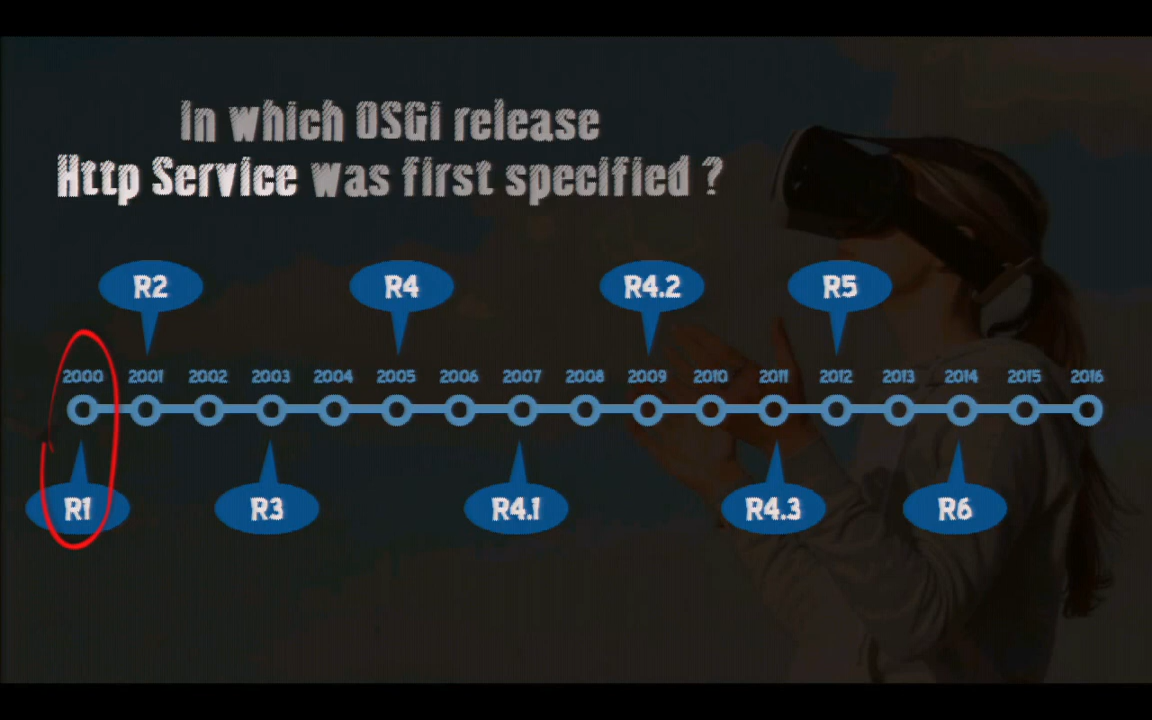 In which OSGi release
Http Service was first specified ?
R2 R4 R4.2 R5
2000 2001 2002 2003 2004 2005 2006 2007 2008 2009 2010 2011 2012 2013 2014 2015 2016
R1 R3 R4.1 R4.3 R6